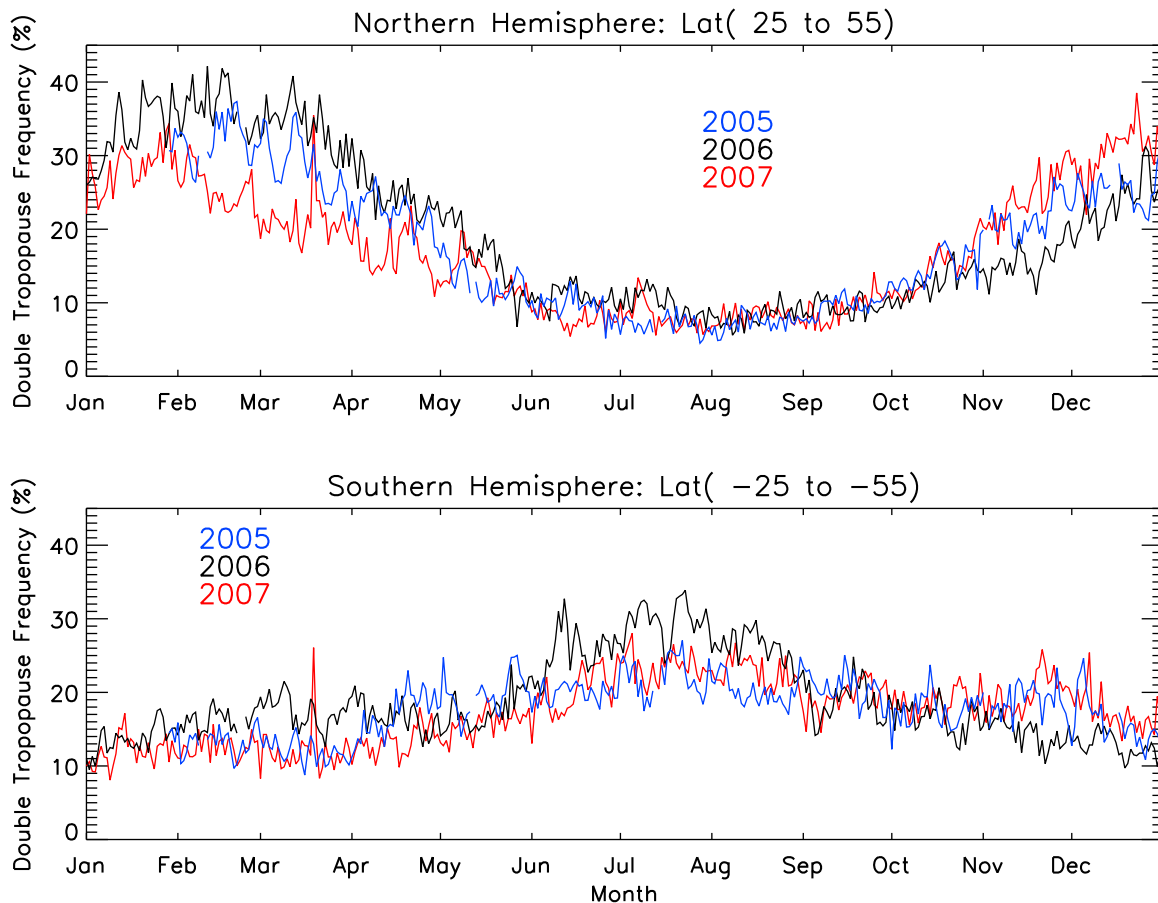 Northern Hemisphere: Lat( 25 to 55)
Double Tropopause Frequency (%)
40
30
20
10
0
2005
2006
2007
Jan Feb Mar Apr May Jun Jul Aug Sep Oct Nov Dec
Southern Hemisphere: Lat( −25 to −55)
Double Tropopause Frequency (%)
40
30
20
10
0
2005
2006
2007
Jan Feb Mar Apr May Jun Jul Aug Sep Oct Nov Dec
Month